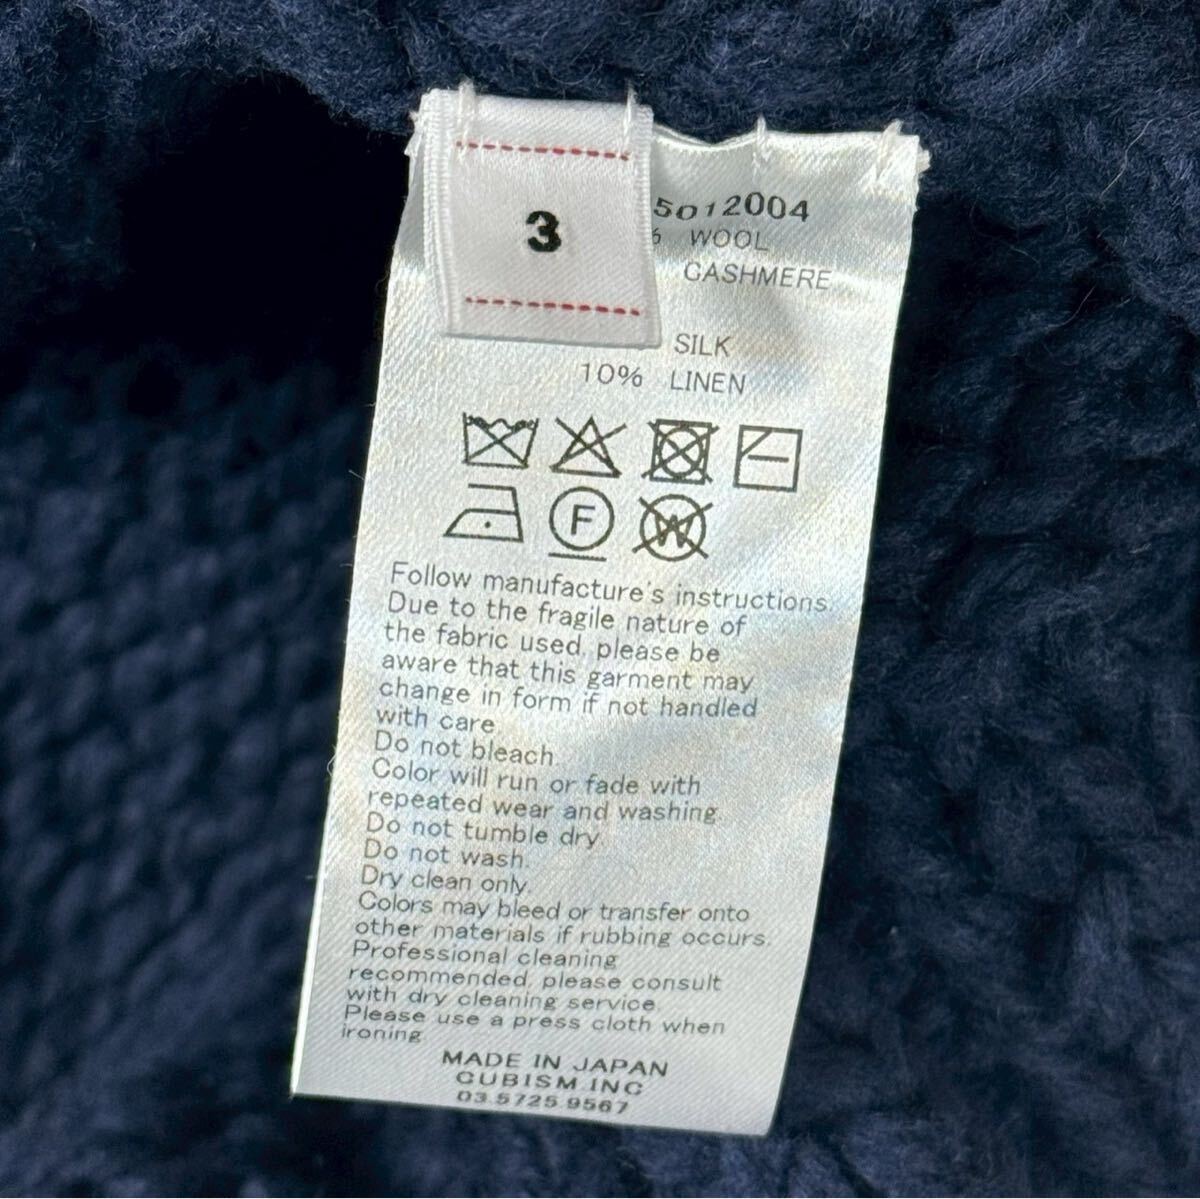 3
5012004
% WOOL
CASHMERE
SILK
10% LINEN
F
W
Follow manufacture's instructions.
Due to the fragile nature of
the fabric used, please be
aware that this garment may
change in form if not handled
with care
Do not bleach
Color will run or fade with
repeated wear and washing.
Do not tumble dry.
Do not wash.
Dry clean only.
Colors may bleed or transfer onto
other materials if rubbing occurs.
Professional cleaning
recommended, please consult
with dry cleaning service.
Please use a press cloth when
ironing.
MADE IN JAPAN
CUBISM.INC
03.5725.9567